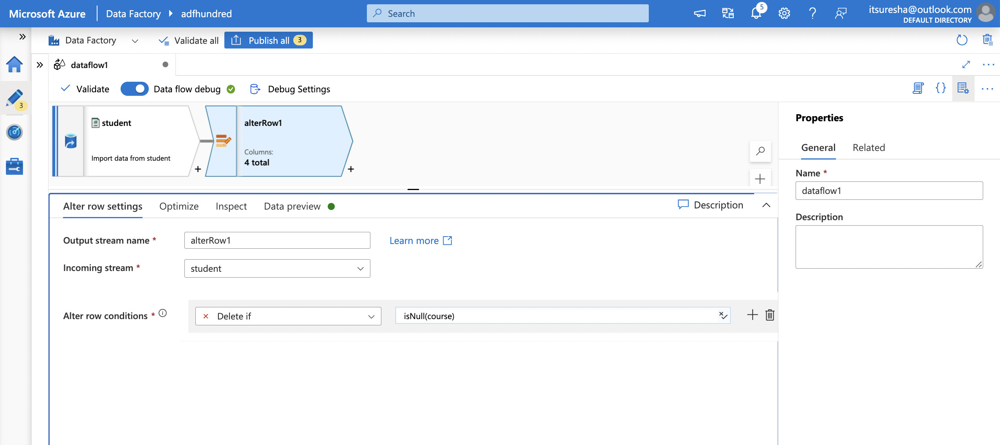 Microsoft Azure
Data Factory
adfhundred
Search
5
itsuresha@outlook.com
DEFAULT DIRECTORY
Data Factory
Validate all
Publish all
3
dataflow1
Validate
Data flow debug
Debug Settings
3
student
Import data from student
+
alterRow1
Columns:
4 total
+
Properties
General
Related
Name *
dataflow1
Description
Alter row settings
Optimize
Inspect
Data preview
Description
Output stream name *
alterRow1
Learn more
Incoming stream *
student
Alter row conditions *
Delete if
isNull(course)